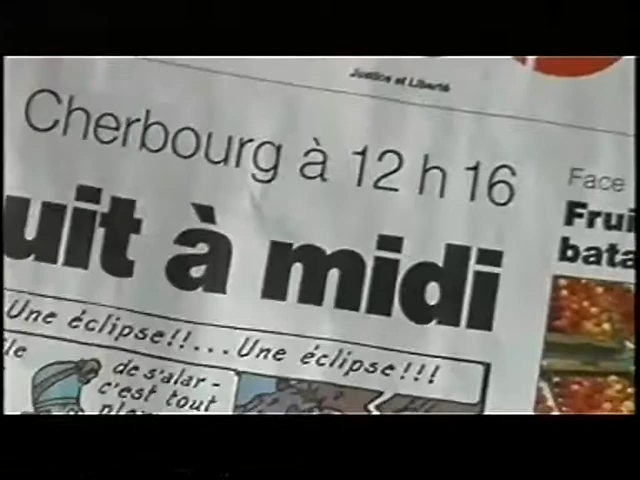 Justice et Liberté
Cherbourg à 12 h 16
uit à midi
Face
Frui
bata
Une éclipse!!...Une éclipse!!!
le
de s'alar-
c'est tout